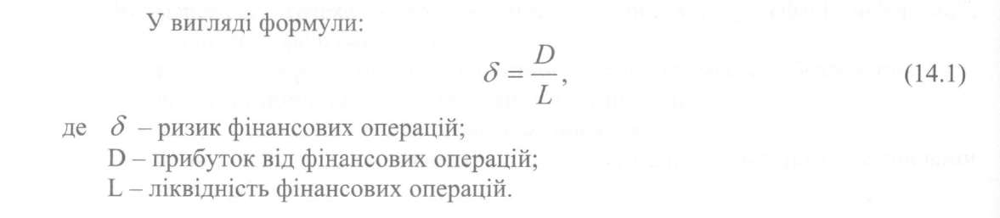 У вигляді формули:
δ = D/L, (14.1)
де δ – ризик фінансових операцій;
D – прибуток від фінансових операцій;
L – ліквідність фінансових операцій.